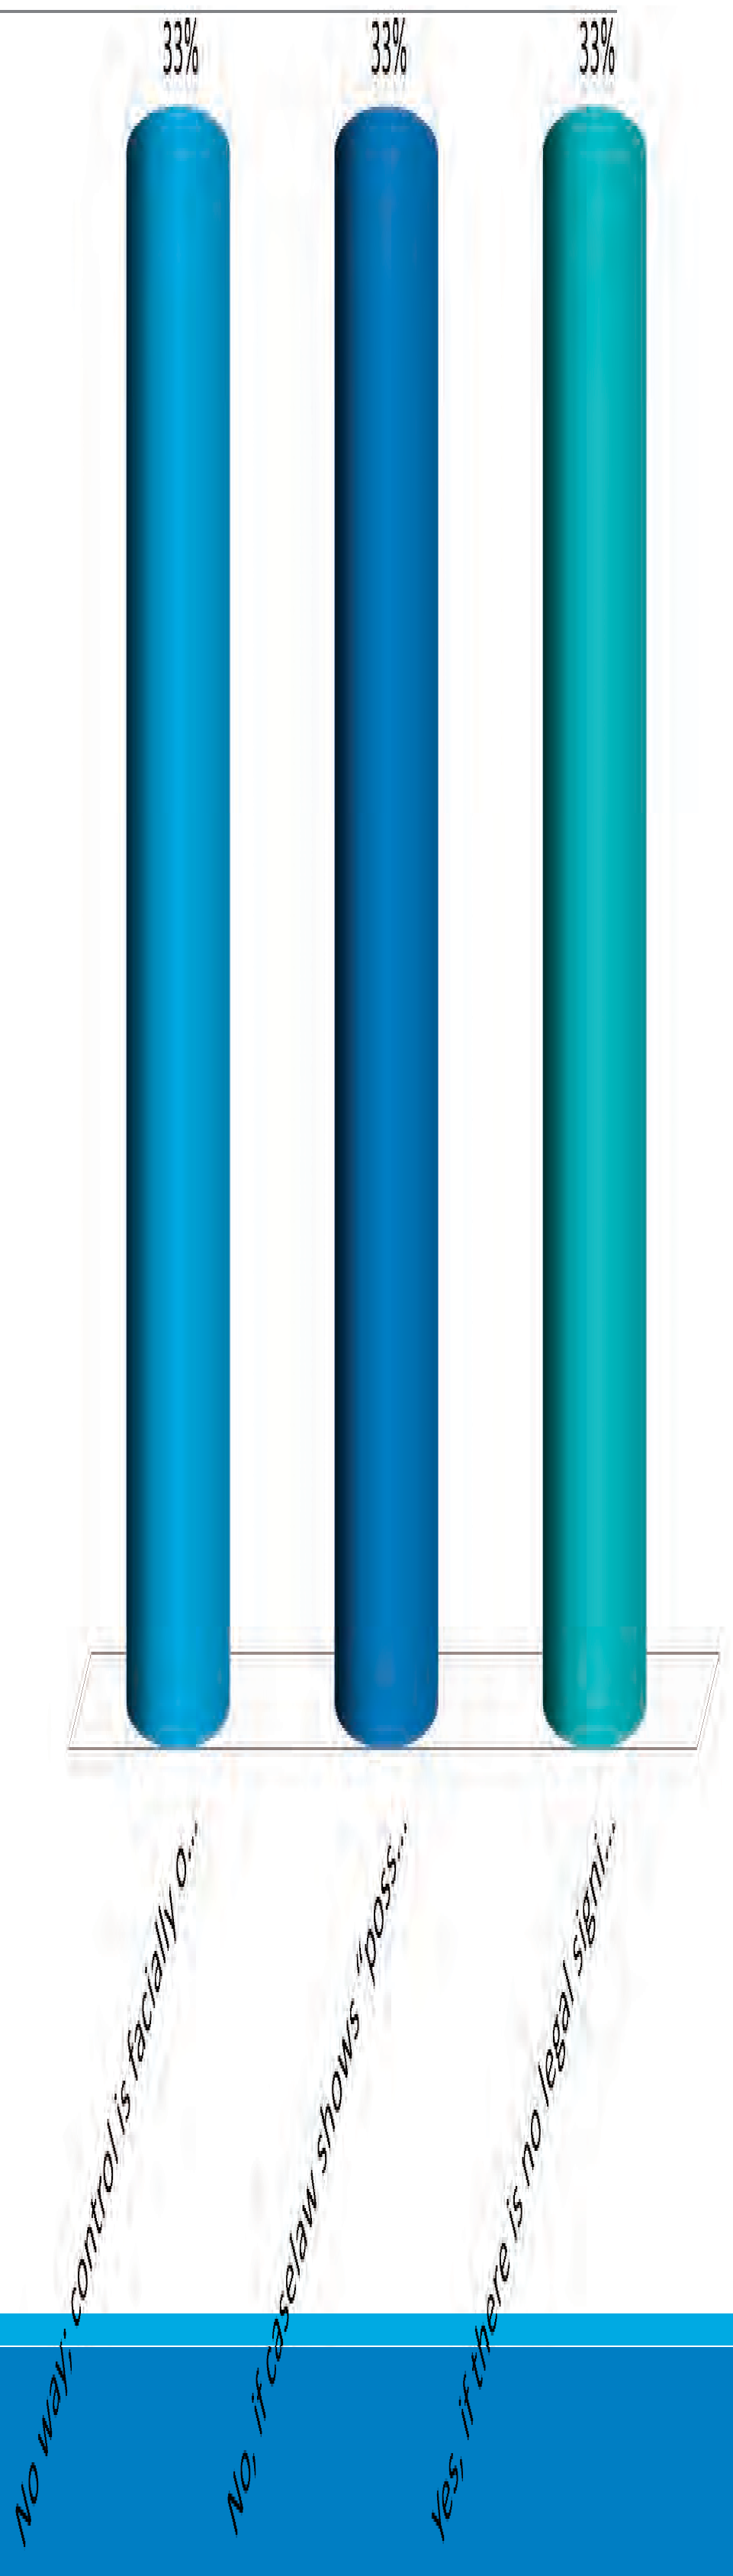 33%
33%
33%
No way; control is facially o...
No, if caselaw shows "poss...
Yes, if there is no legal signi...